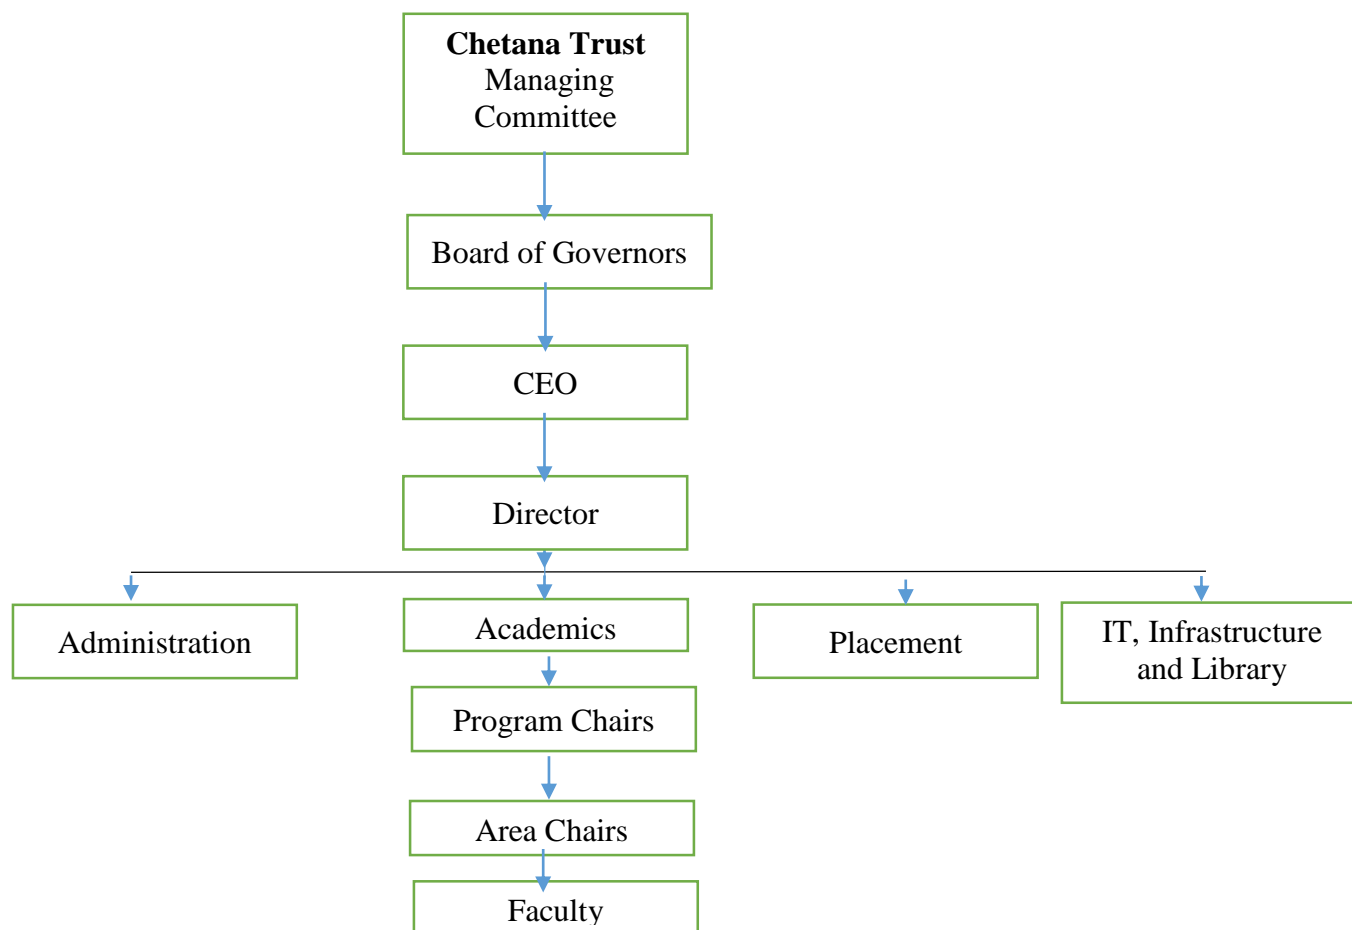 Chetana Trust
Managing
Committee
Board of Governors
CEO
Director
Administration
Academics
Placement
IT, Infrastructure
and Library
Program Chairs
Area Chairs
Faculty